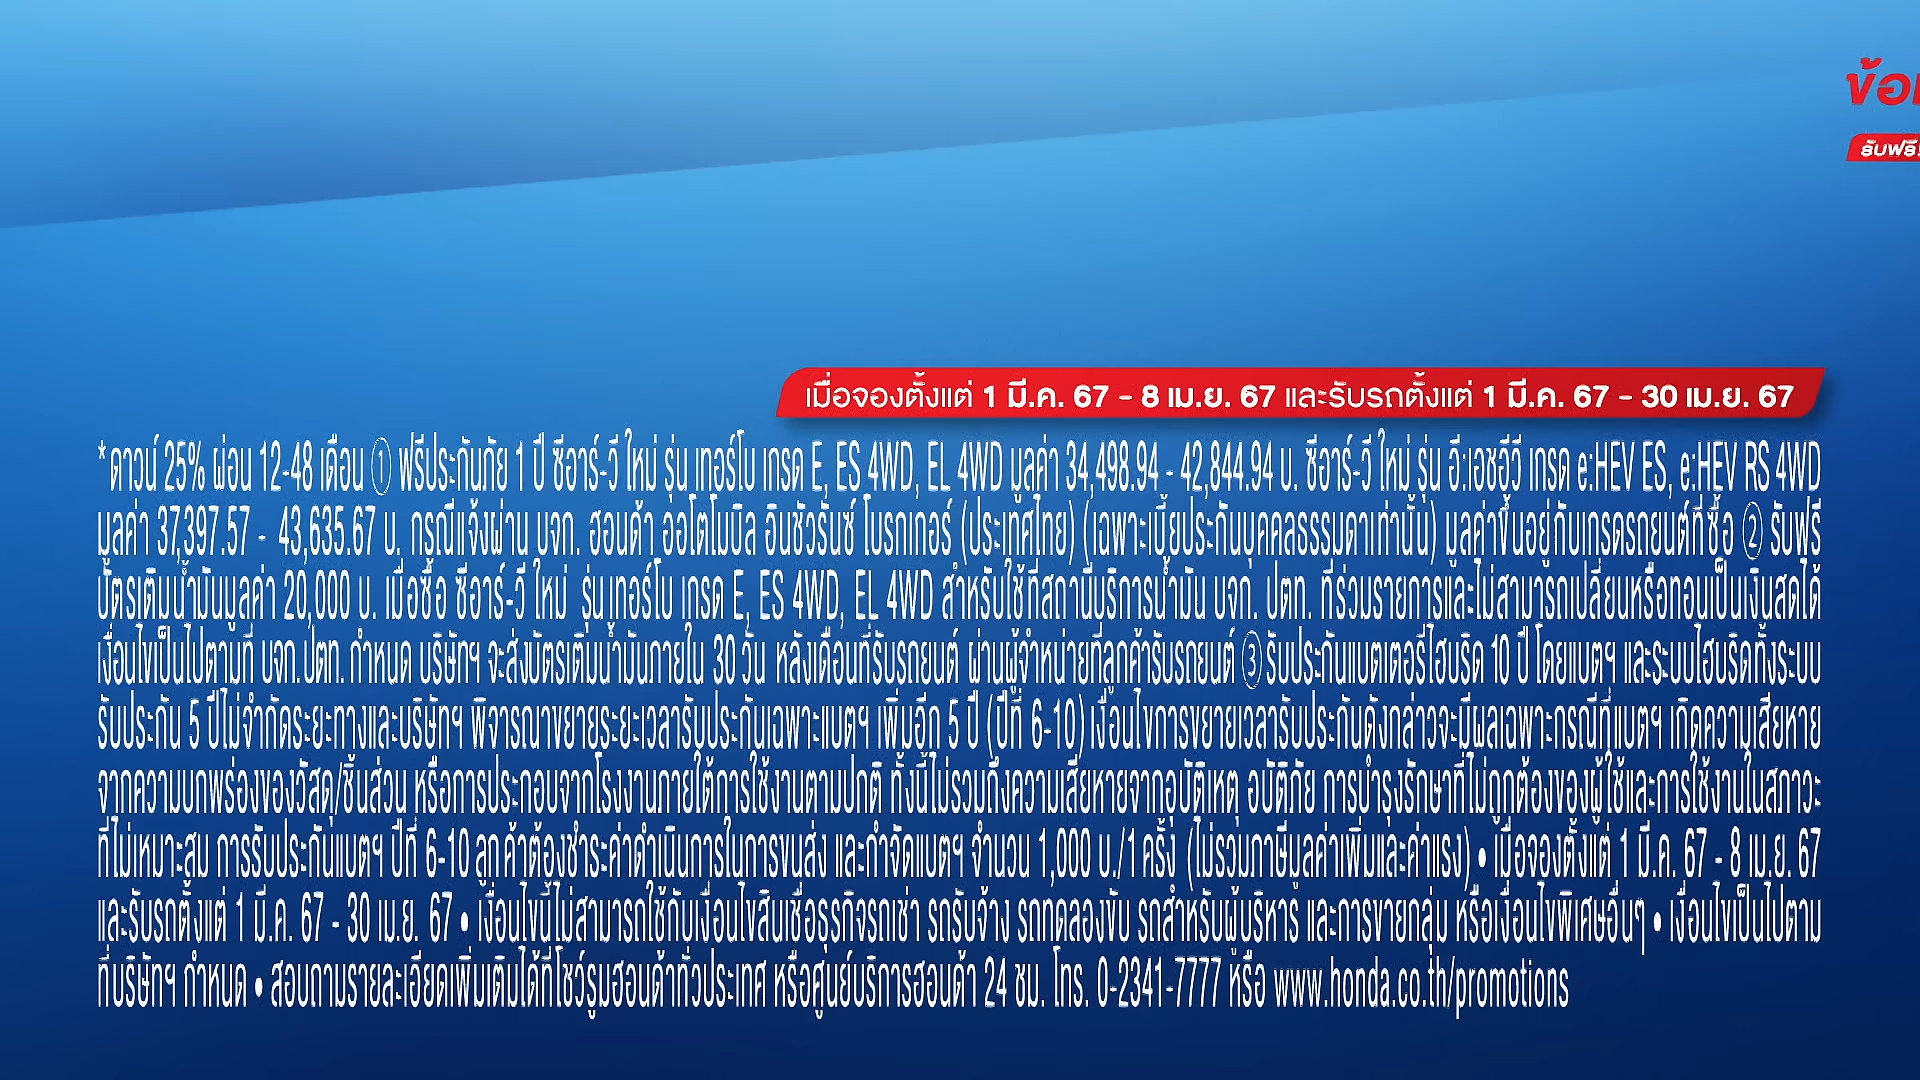 ข้อ
รับฟรี!
เมื่อจองตั้งแต่ 1 มี.ค. 67 - 8 เม.ย. 67 และรับรถตั้งแต่ 1 มี.ค. 67 - 30 เม.ย. 67
*ดาวน์ 25% ผ่อน 12-48 เดือน ① ฟรีประกันภัย 1 ปี ซีอาร์-วี ใหม่ รุ่น เทอร์โบ เกรด E, ES 4WD, EL 4WD มูลค่า 34,498.94 - 42,844.94 บ. ซีอาร์-วี ใหม่ รุ่น อี:เอชอีวี เกรด e:HEV ES, e:HEV RS 4WD
มูลค่า 37,397.57 - 43,635.67 บ. กรณีแจ้งผ่าน บจก. ฮอนด้า ออโตโมบิล อินชัวรันซ์ โบรกเกอร์ (ประเทศไทย) (เฉพาะเบี้ยประกันบุคคลธรรมดาเท่านั้น) มูลค่าขึ้นอยู่กับเกรดรถยนต์ที่ซื้อ ② รับฟรี
บัตรเติมน้ำมันมูลค่า 20,000 บ. เมื่อซื้อ ซีอาร์-วี ใหม่ รุ่น เทอร์โบ เกรด E, ES 4WD, EL 4WD สำหรับใช้ที่สถานีบริการน้ำมัน บจก. ปตท. ที่ร่วมรายการและไม่สามารถเปลี่ยนหรือทอนเป็นเงินสดได้
เงื่อนไขเป็นไปตามที่ บจก.ปตท. กำหนด บริษัทฯ จะส่งบัตรเติมน้ำมันภายใน 30 วัน หลังเดือนที่รับรถยนต์ ผ่านผู้จำหน่ายที่ลูกค้ารับรถยนต์ ③ รับประกันแบตเตอรี่ไฮบริด 10 ปี โดยแบตฯ และระบบไฮบริดทั้งระบบ
รับประกัน 5 ปีไม่จำกัดระยะทางและบริษัทฯ พิจารณาขยายระยะเวลารับประกันเฉพาะแบตฯ เพิ่มอีก 5 ปี (ปีที่ 6-10) เงื่อนไขการขยายเวลารับประกันดังกล่าวจะมีผลเฉพาะกรณีที่แบตฯ เกิดความเสียหาย
จากความบกพร่องของวัสดุ/ชิ้นส่วน หรือการประกอบจากโรงงานภายใต้การใช้งานตามปกติ ทั้งนี้ไม่รวมถึงความเสียหายจากอุบัติเหตุ อบัติภัย การบำรุงรักษาที่ไม่ถูกต้องของผู้ใช้และการใช้งานในสภาวะ
ที่ไม่เหมาะสม การรับประกันแบตฯ ปีที่ 6-10 ลูกค้าต้องชำระค่าดำเนินการในการขนส่ง และกำจัดแบตฯ จำนวน 1,000 บ./1 ครั้ง (ไม่รวมภาษีมูลค่าเพิ่มและค่าแรง) • เมื่อจองตั้งแต่ 1 มี.ค. 67 - 8 เม.ย. 67
และรับรถตั้งแต่ 1 มี.ค. 67 - 30 เม.ย. 67 • เงื่อนไขนี้ไม่สามารถใช้กับเงื่อนไขสินเชื่อธุรกิจรถเช่า รถรับจ้าง รถทดลองขับ รถสำหรับผู้บริหาร และการขายกลุ่ม หรือเงื่อนไขพิเศษอื่นๆ • เงื่อนไขเป็นไปตาม
ที่บริษัทฯ กำหนด • สอบถามรายละเอียดเพิ่มเติมได้ที่โชว์รูมฮอนด้าทั่วประเทศ หรือศูนย์บริการฮอนด้า 24 ชม. โทร. 0-2341-7777 หรือ www.honda.co.th/promotions